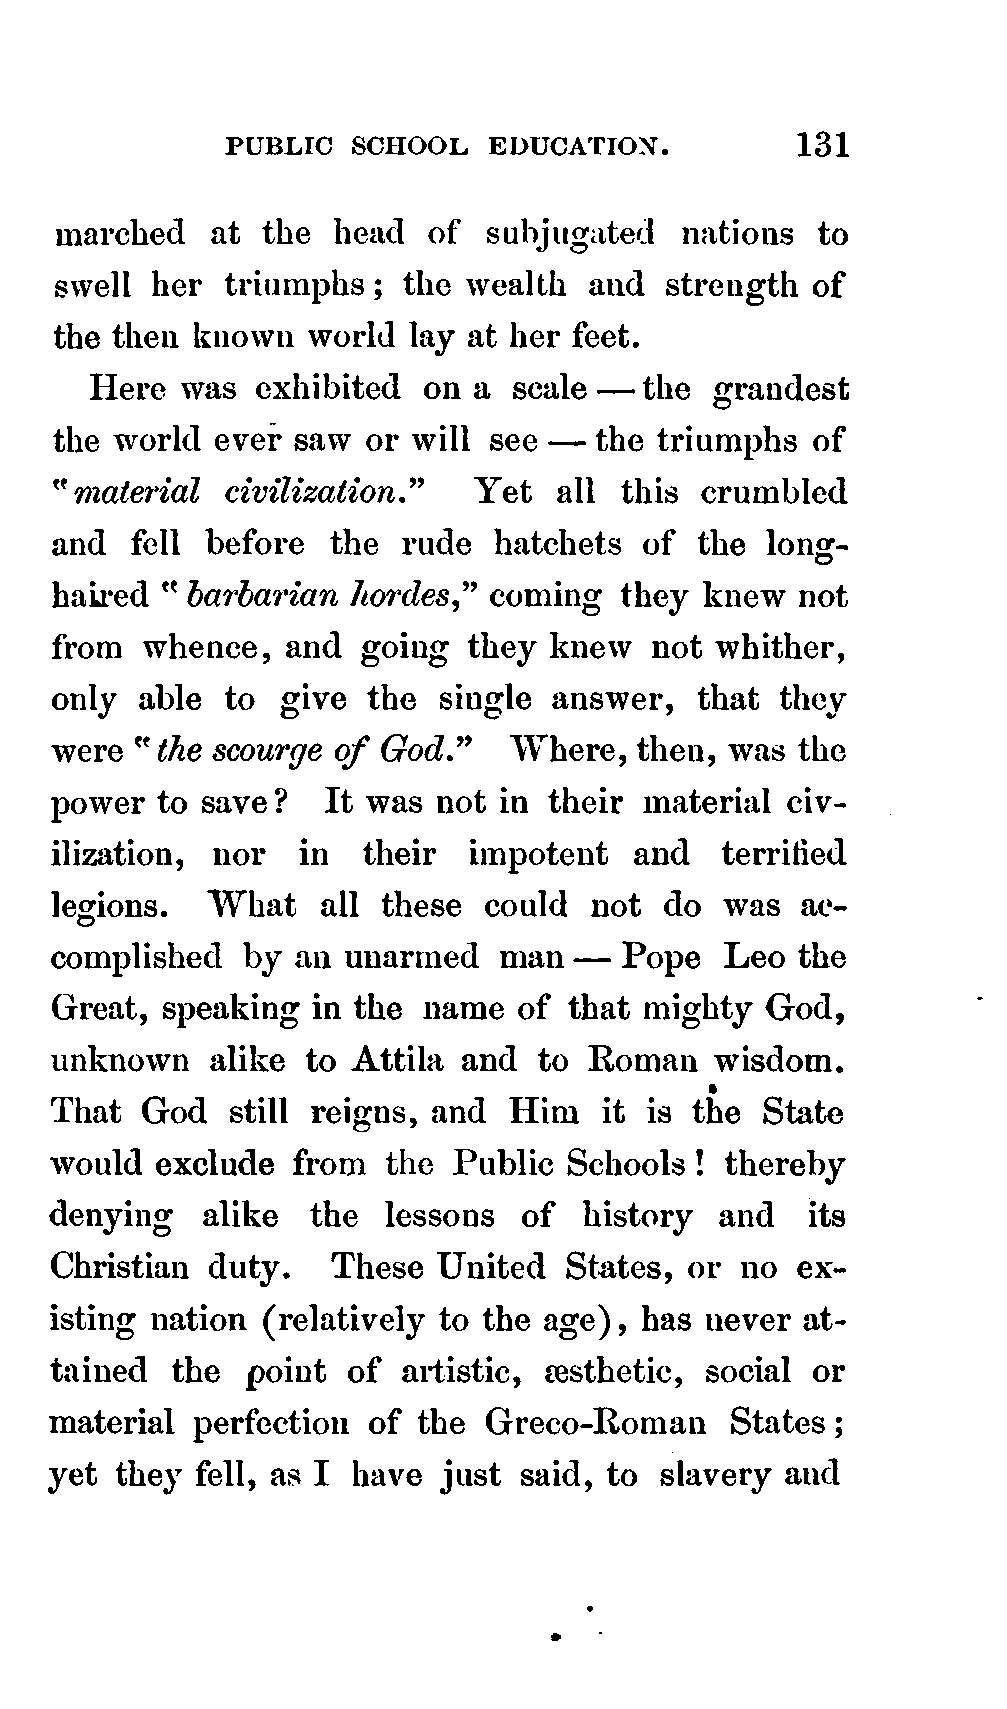 PUBLIC SCHOOL EDUCATION. 131
marched at the head of subjugated nations to
swell her triumphs; the wealth and strength of
the then known world lay at her feet.
Here was exhibited on a scale — the grandest
the world ever saw or will see — the triumphs of
"material civilization." Yet all this crumbled
and fell before the rude hatchets of the long-
haired "barbarian hordes," coming they knew not
from whence, and going they knew not whither,
only able to give the single answer, that they
were "the scourge of God." Where, then, was the
power to save? It was not in their material civ-
ilization, nor in their impotent and terrified
legions. What all these could not do was ac-
complished by an unarmed man — Pope Leo the
Great, speaking in the name of that mighty God,
unknown alike to Attila and to Roman wisdom.
That God still reigns, and Him it is the State
would exclude from the Public Schools! thereby
denying alike the lessons of history and its
Christian duty. These United States, or no ex-
isting nation (relatively to the age), has never at-
tained the point of artistic, æsthetic, social or
material perfection of the Greco-Roman States;
yet they fell, as I have just said, to slavery and